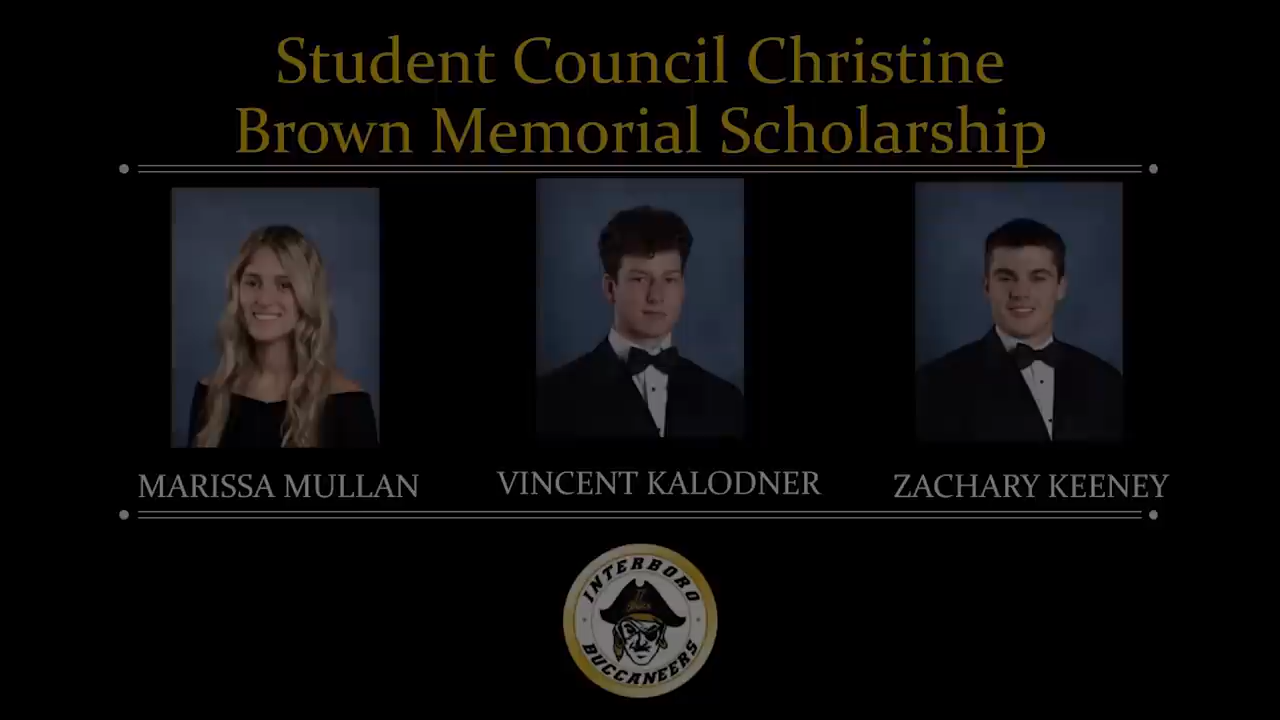 Student Council Christine
Brown Memorial Scholarship
MARISSA MULLAN
VINCENT KALODNER
ZACHARY KEENEY
INTERBORO
BUCCANEERS